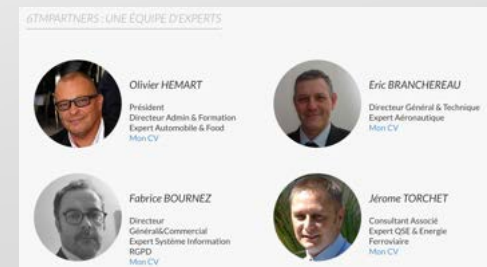 6TMPARTNERS : UNE ÉQUIPE D'EXPERTS
Olivier HEMART
Président
Directeur Admin & Formation
Expert Automobile & Food
Mon CV
Eric BRANCHEREAU
Directeur Général & Technique
Expert Aéronautique
Mon CV
Fabrice BOURNEZ
Directeur
Général&Commercial
Expert Système Information
RGPD
Mon CV
Jérome TORCHET
Consultant Associé
Expert QSE & Energie
Ferroviaire
Mon CV